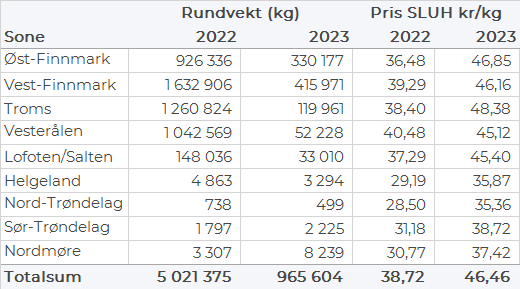 Rundvekt (kg) Pris SLUH kr/kg
Sone 2022 2023 2022 2023
Øst-Finnmark 926 336 330 177 36,48 46,85
Vest-Finnmark 1 632 906 415 971 39,29 46,16
Troms 1 260 824 119 961 38,40 48,38
Vesterålen 1 042 569 52 228 40,48 45,12
Lofoten/Salten 148 036 33 010 37,29 45,40
Helgeland 4 863 3 294 29,19 35,87
Nord-Trøndelag 738 499 28,50 35,36
Sør-Trøndelag 1 797 2 225 31,18 38,72
Nordmøre 3 307 8 239 30,77 37,42
Totalsum 5 021 375 965 604 38,72 46,46